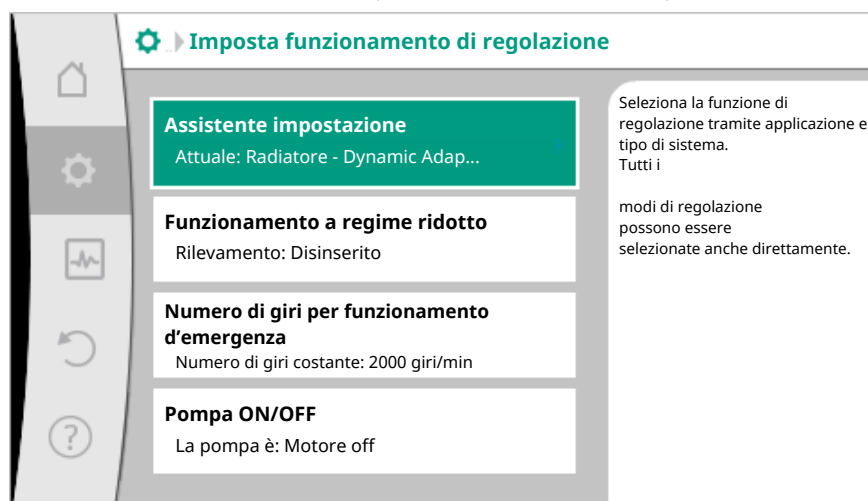 Imposta funzionamento di regolazione
Assistente impostazione
Attuale: Radiatore - Dynamic Adap...
Funzionamento a regime ridotto
Rilevamento: Disinserito
Numero di giri per funzionamento
d’emergenza
Numero di giri costante: 2000 giri/min
Pompa ON/OFF
La pompa è: Motore off
Seleziona la funzione di
regolazione tramite applicazione e
tipo di sistema.
Tutti i
modi di regolazione
possono essere
selezionate anche direttamente.
?